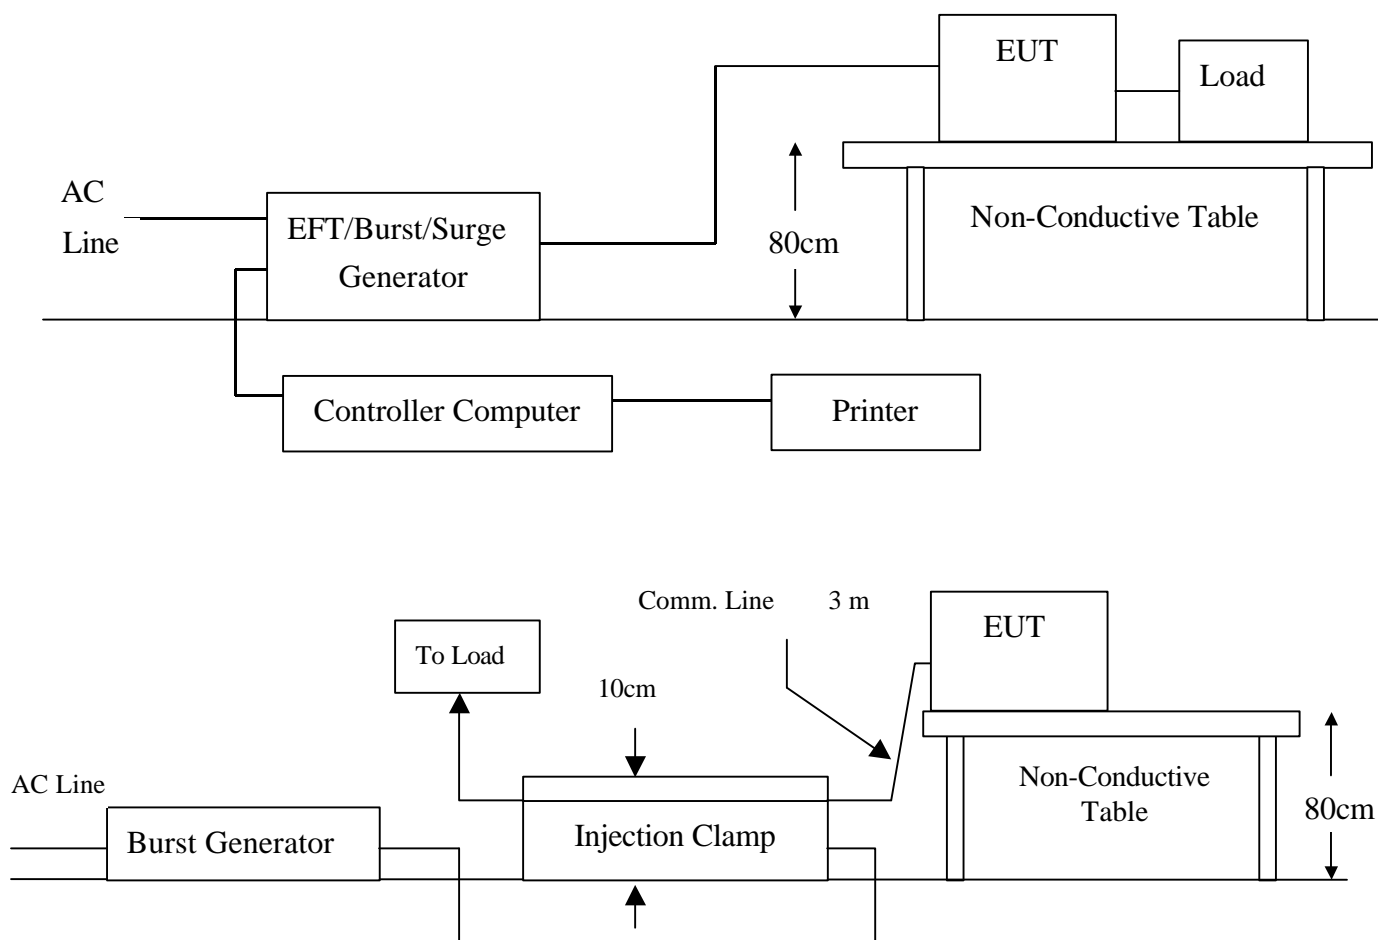 EUT
Load
AC
Line
EFT/Burst/Surge
Generator
80cm
Non-Conductive Table
Controller Computer
Printer
Comm. Line 3 m
EUT
To Load
10cm
AC Line
Burst Generator
Injection Clamp
Non-Conductive
Table
80cm